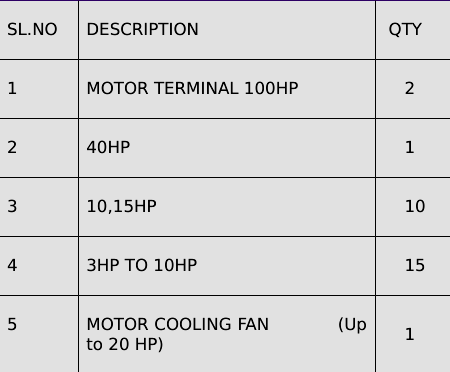 SL.NO DESCRIPTION QTY
1 MOTOR TERMINAL 100HP 2
2 40HP 1
3 10,15HP 10
4 3HP TO 10HP 15
5 MOTOR COOLING FAN (Up
to 20 HP) 1